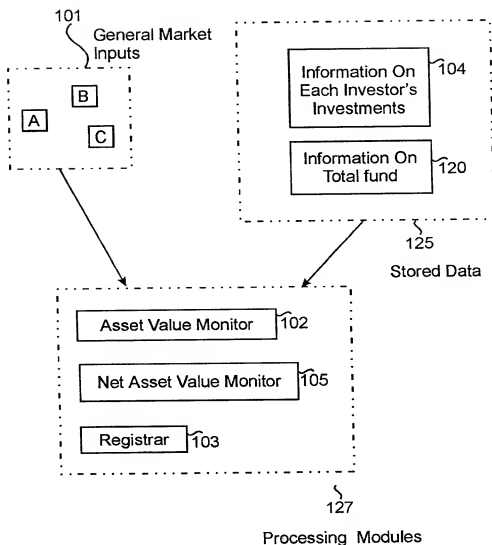 101
General Market
Inputs
A
B
C
Information On
Each Investor's
Investments
104
Information On
Total fund
120
125
Stored Data
Asset Value Monitor
102
Net Asset Value Monitor
105
Registrar
103
127
Processing Modules